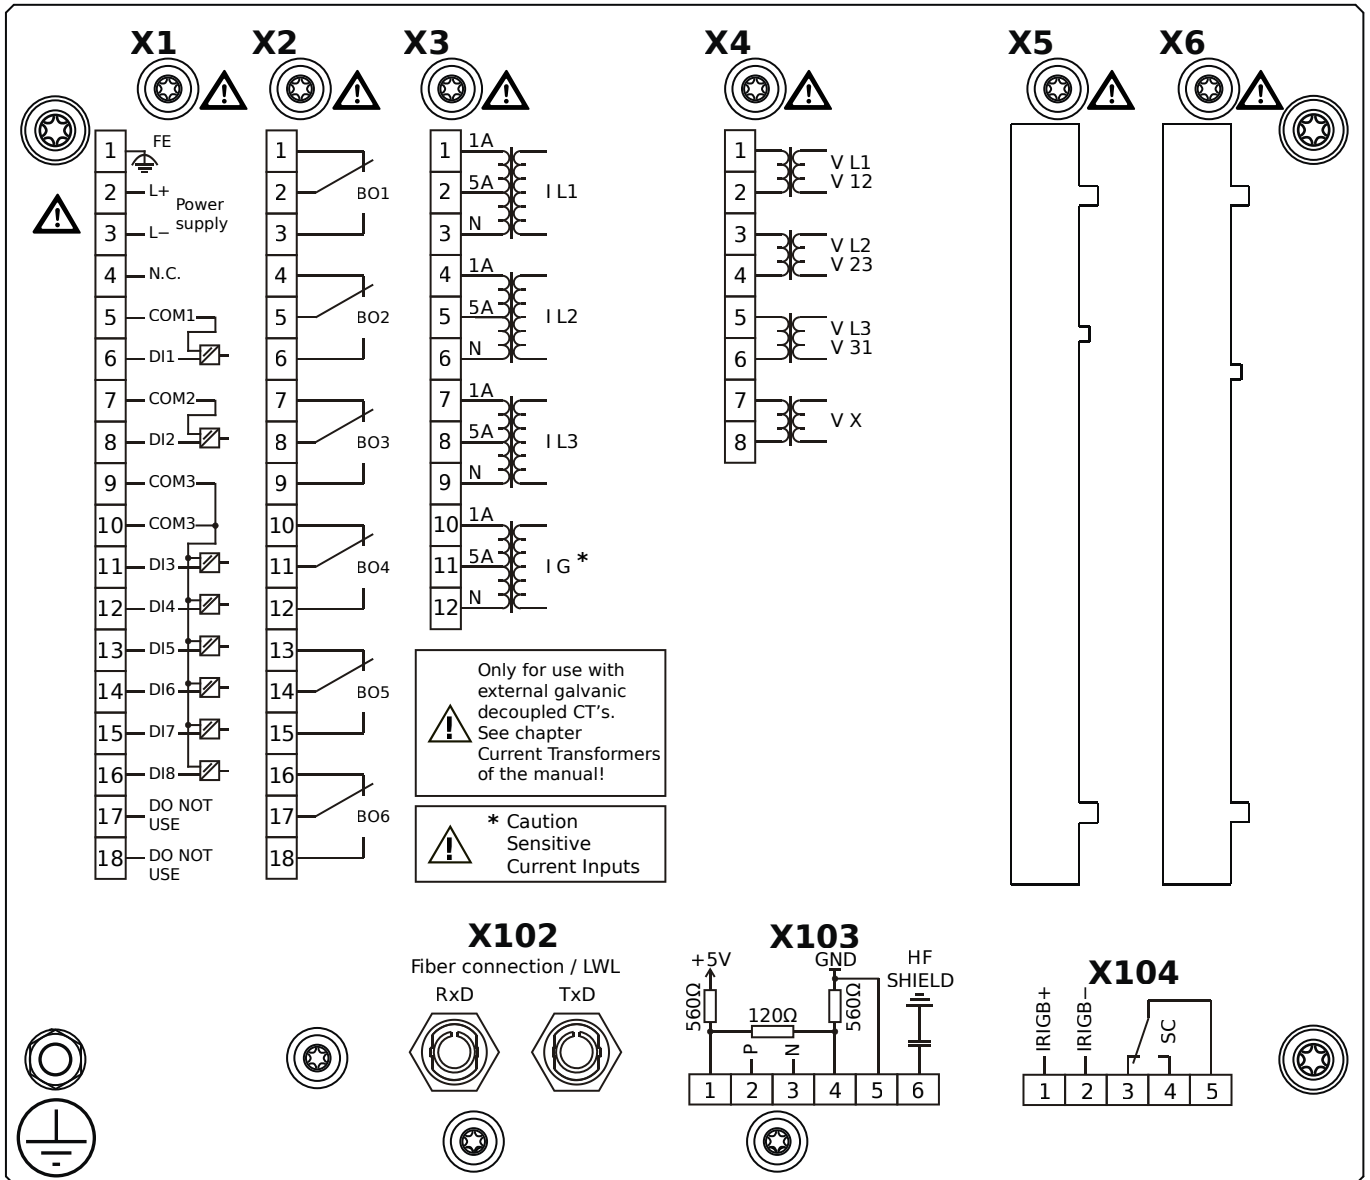 X1 X2 X3 X4 X5 X6
1 FE
2 L+
Power
supply
3 L−
4 N.C.
5 COM1
6 DI1
7 COM2
8 DI2
9 COM3
10 COM3
11 DI3
12 DI4
13 DI5
14 DI6
15 DI7
16 DI8
17 DO NOT
USE
18 DO NOT
USE
1
2 BO1
3
4
5 BO2
6
7
8 BO3
9
10
11 BO4
12
13
14 BO5
15
16
17 BO6
18
1 1A
2 5A I L1
3 N
4 1A
5 5A I L2
6 N
7 1A
8 5A I L3
9 N
10 1A
11 5A I G *
12 N
Only for use with
external galvanic
decoupled CT's.
See chapter
Current Transformers
of the manual!
* Caution
Sensitive
Current Inputs
1 V L1
2 V 12
3 V L2
4 V 23
5 V L3
6 V 31
7 V X
8
X102
Fiber connection / LWL
RxD TxD
X103
+5V GND HF
SHIELD
560Ω 120Ω 560Ω
P N
1 2 3 4 5 6
X104
IRIGB+ IRIGB− SC
1 2 3 4 5